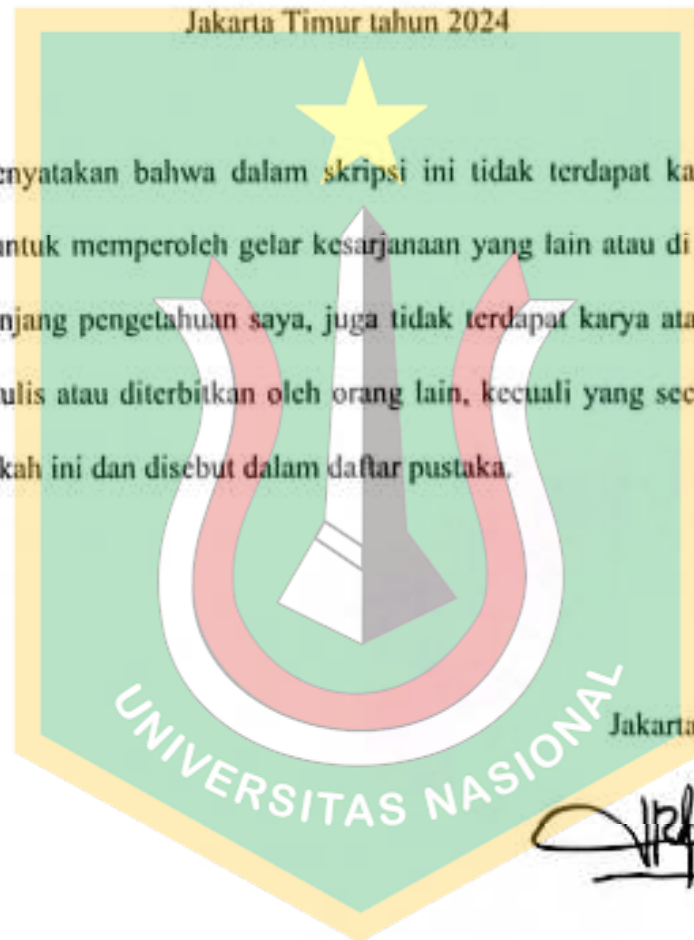 Jakarta Timur tahun 2024
enyatakan bahwa dalam skripsi ini tidak terdapat ka
untuk memperoleh gelar kesarjanaan yang lain atau di
njang pengetahuan saya, juga tidak terdapat karya ata
ulis atau diterbitkan oleh orang lain, kecuali yang sec
kah ini dan disebut dalam daftar pustaka.
UNIVERSITAS NASIONAL
Jakarta